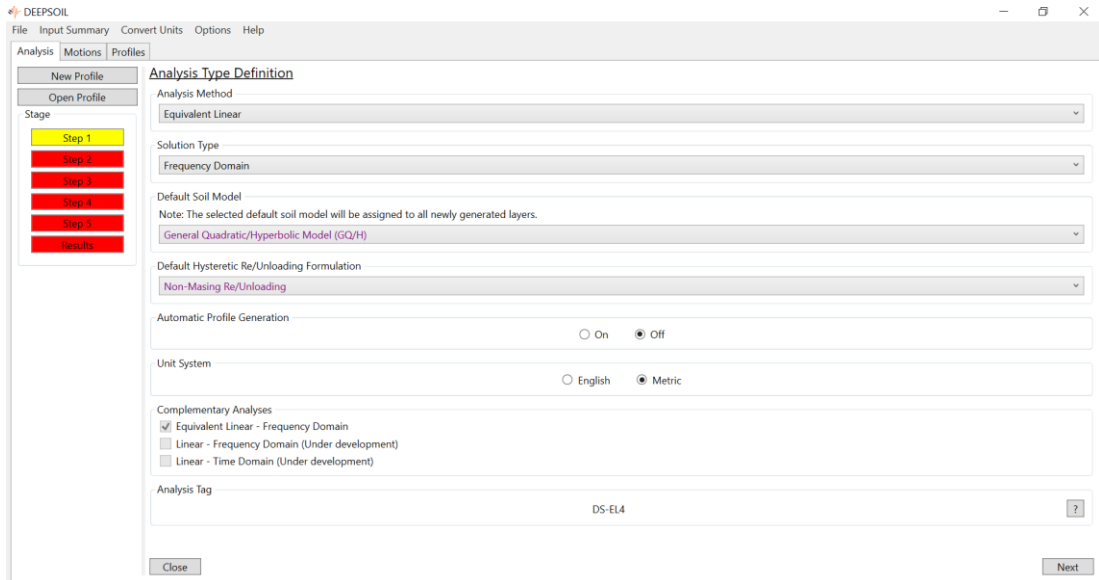 DEEPSOIL
File Input Summary Convert Units Options Help
Analysis Motions Profiles
New Profile
Open Profile
Stage
Step 1
Step 2
Step 3
Step 4
Step 5
Results
Analysis Type Definition
Analysis Method
Equivalent Linear
Solution Type
Frequency Domain
Default Soil Model
Note: The selected default soil model will be assigned to all newly generated layers.
General Quadratic/Hyperbolic Model (GQ/H)
Default Hysteretic Re/Unloading Formulation
Non-Masing Re/Unloading
Automatic Profile Generation
On Off
Unit System
English Metric
Complementary Analyses
Equivalent Linear - Frequency Domain
Linear - Frequency Domain (Under development)
Linear - Time Domain (Under development)
Analysis Tag
DS-EL4 ?
Close Next